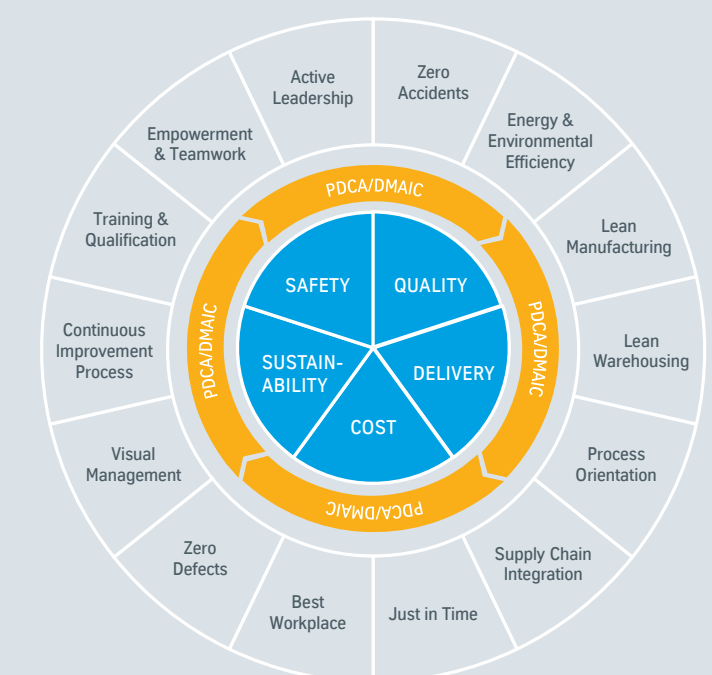 Active
Leadership
Zero
Accidents
Energy &
Environmental
Efficiency
Lean
Manufacturing
Lean
Warehousing
Process
Orientation
Supply Chain
Integration
Just in Time
Best
Workplace
Zero
Defects
Visual
Management
Continuous
Improvement
Process
Training &
Qualification
Empowerment
& Teamwork
PDCA/DMAIC
PDCA/DMAIC
PDCA/DMAIC
PDCA/DMAIC
SAFETY
QUALITY
DELIVERY
COST
SUSTAIN-
ABILITY